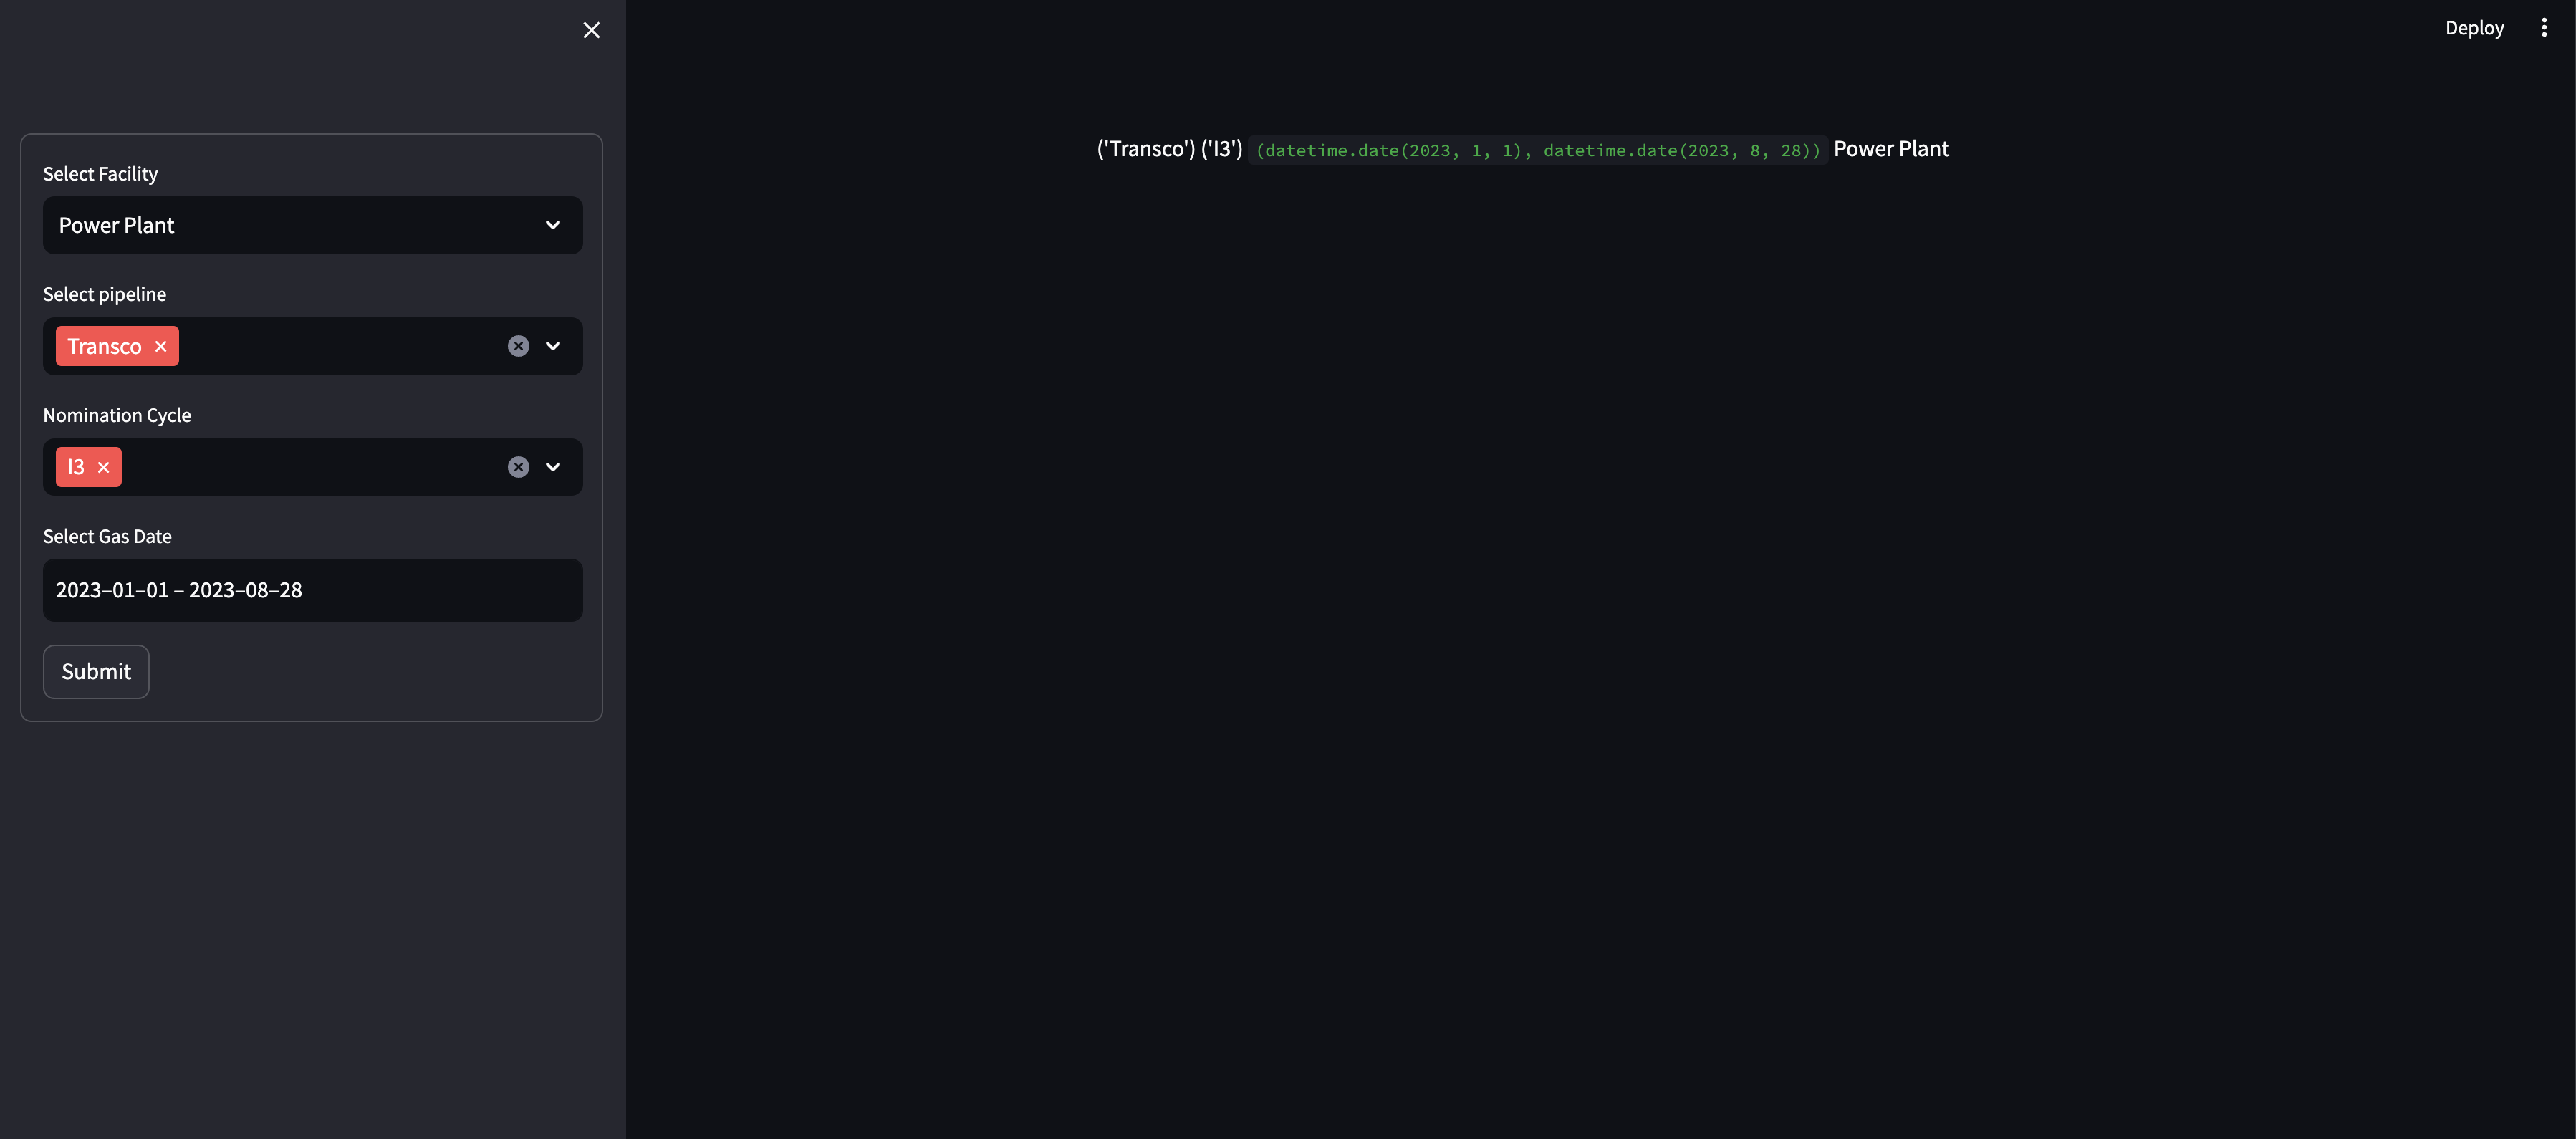 Deploy
Select Facility
Power Plant
Select pipeline
Transco
Nomination Cycle
I3
Select Gas Date
2023–01–01 – 2023–08–28
Submit
('Transco') ('I3') (datetime.date(2023, 1, 1), datetime.date(2023, 8, 28)) Power Plant